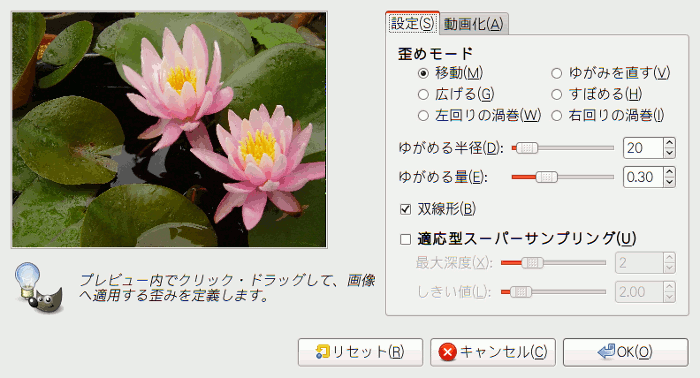 設定(S) 動画化(A)
歪めモード
移動(M) ゆがみを直す(V)
広げる(G) すぼめる(H)
左回りの渦巻(W) 右回りの渦巻(I)
ゆがめる半径(D): 20
ゆがめる量(E): 0.30
双線形(B)
適応型スーパーサンプリング(U)
最大深度(X): 2
しきい値(L): 2.00
プレビュー内でクリック・ドラッグして、画像
へ適用する歪みを定義します。
リセット(R) キャンセル(C) OK(O)